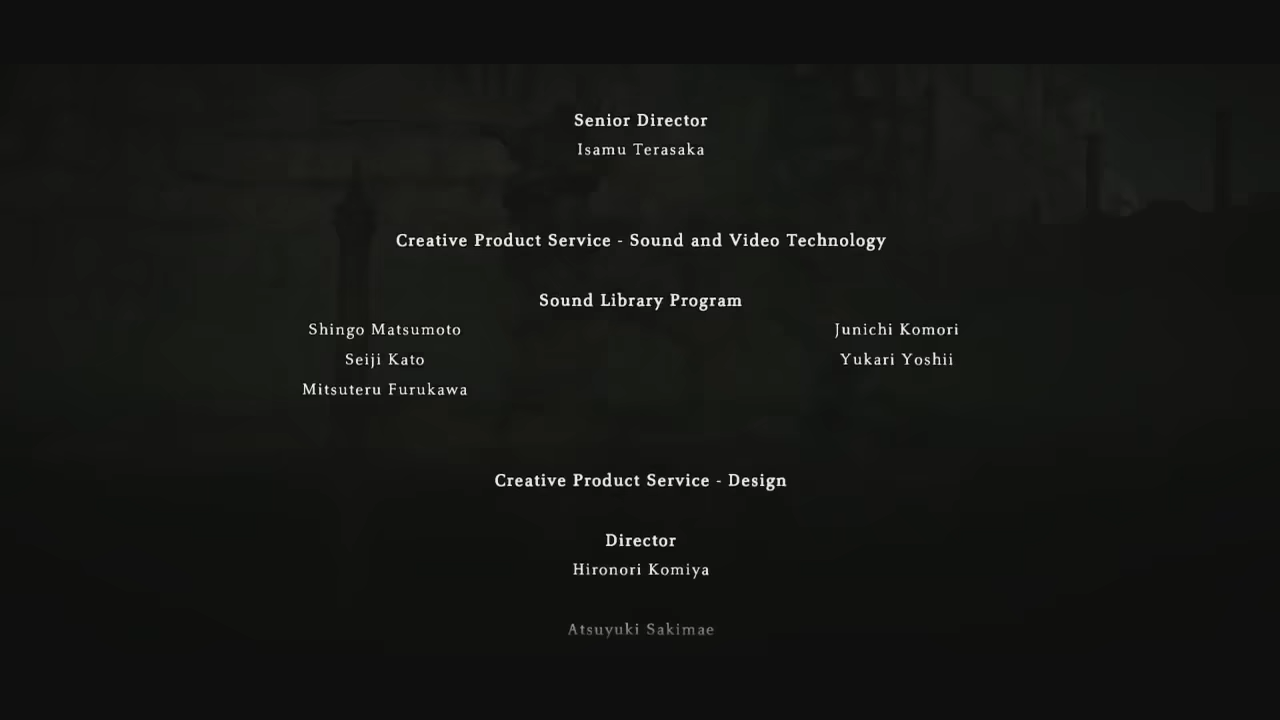 Senior Director
Isamu Terasaka
Creative Product Service - Sound and Video Technology
Sound Library Program
Shingo Matsumoto
Junichi Komori
Seiji Kato
Yukari Yoshii
Mitsuteru Furukawa
Creative Product Service - Design
Director
Hironori Komiya
Atsuyuki Sakimae